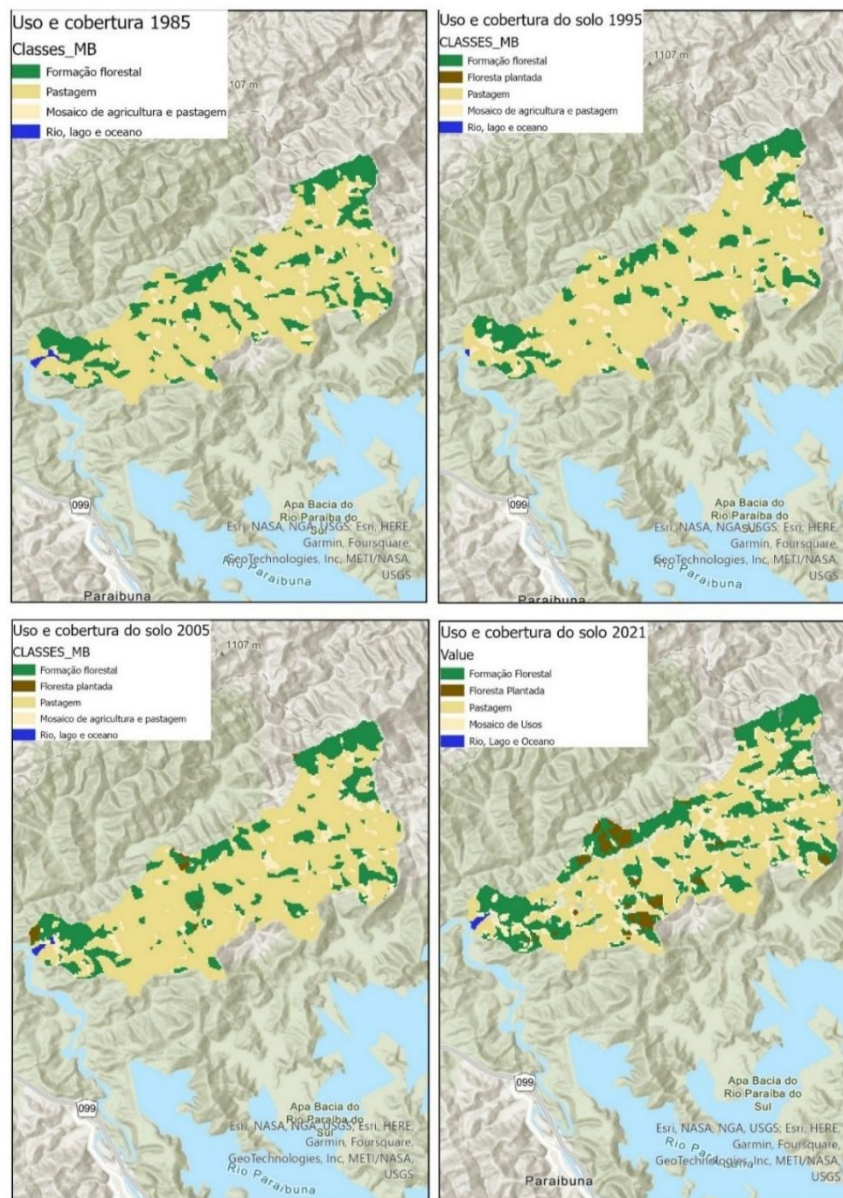 Uso e cobertura 1985
Classes_MB
Formação florestal
Pastagem
Mosaico de agricultura e pastagem
Rio, lago e oceano
107 m
099
Apa Bacia do
Rio Paraíba do
Sul
Esri, NASA, NGA, USGS; Esri, HERE,
Garmin, Foursquare,
GeoTechnologies, Inc, METI/NASA,
USGS
Rio Paraibuna
Paraibuna
Uso e cobertura do solo 1995
CLASSES_MB
Formação florestal
Floresta plantada
Pastagem
Mosaico de agricultura e pastagem
Rio, lago e oceano
1107 m
099
Apa Bacia do
Rio Paraíba do
Sul
Esri, NASA, NGA, USGS; Esri, HERE,
Garmin, Foursquare,
GeoTechnologies, Inc, METI/NASA,
USGS
Rio Paraibuna
Paraibuna
Uso e cobertura do solo 2005
CLASSES_MB
Formação florestal
Floresta plantada
Pastagem
Mosaico de agricultura e pastagem
Rio, lago e oceano
1107 m
099
Apa Bacia do
Rio Paraíba do
Sul
Esri, NASA, NGA, USGS; Esri, HERE,
Garmin, Foursquare,
GeoTechnologies, Inc, METI/NASA,
USGS
Rio Paraibuna
Uso e cobertura do solo 2021
Value
Formação Florestal
Floresta Plantada
Pastagem
Mosaico de Usos
Rio, Lago e Oceano
099
Apa Bacia do
Rio Paraíba do
Sul
Esri, NASA, NGA, USGS; Esri, HERE,
Garmin, Foursquare,
GeoTechnologies, Inc, METI/NASA,
USGS
Rio Paraibuna
Paraibuna